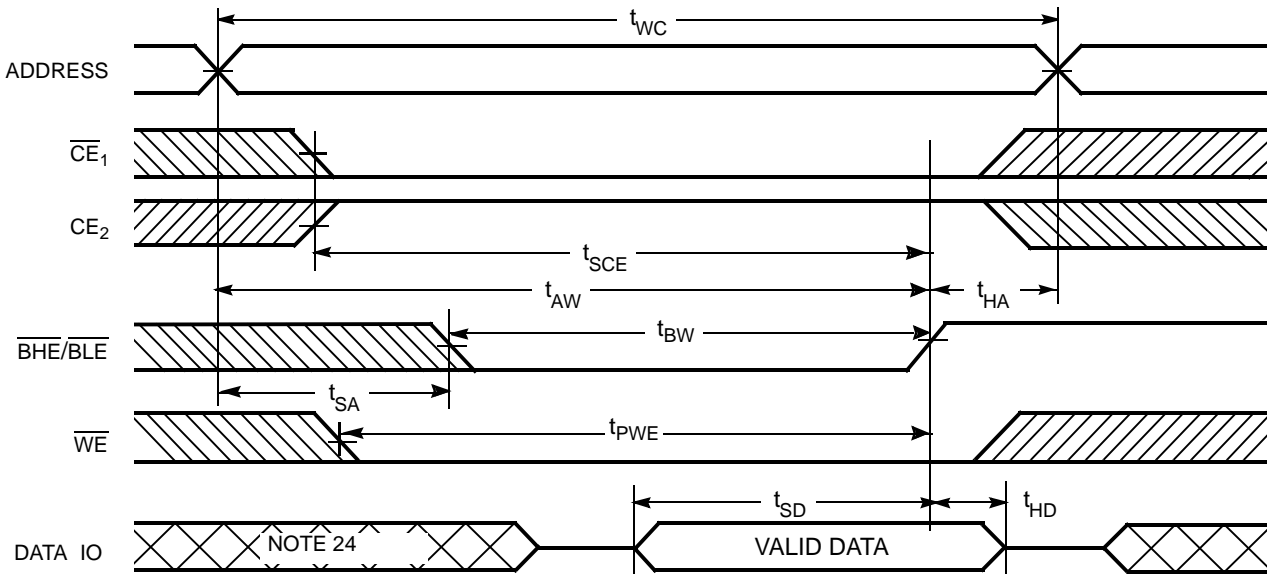 tWC
ADDRESS
CE1
CE2
tSCE
tAW
tHA
BHE/BLE
tBW
tSA
WE
tPWE
tSD
tHD
DATA IO
NOTE 24
VALID DATA